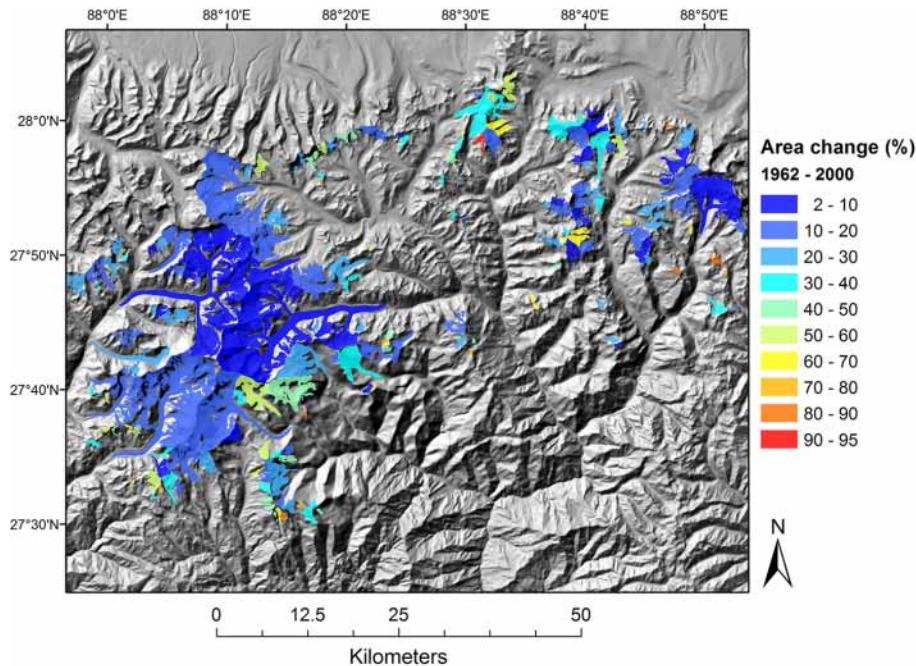 88°0'E 88°10'E 88°20'E 88°30'E 88°40'E 88°50'E
28°0'N
27°50'N
27°40'N
27°30'N
Area change (%)
1962 - 2000
2 - 10
10 - 20
20 - 30
30 - 40
40 - 50
50 - 60
60 - 70
70 - 80
80 - 90
90 - 95
N
0 12.5 25 50
Kilometers